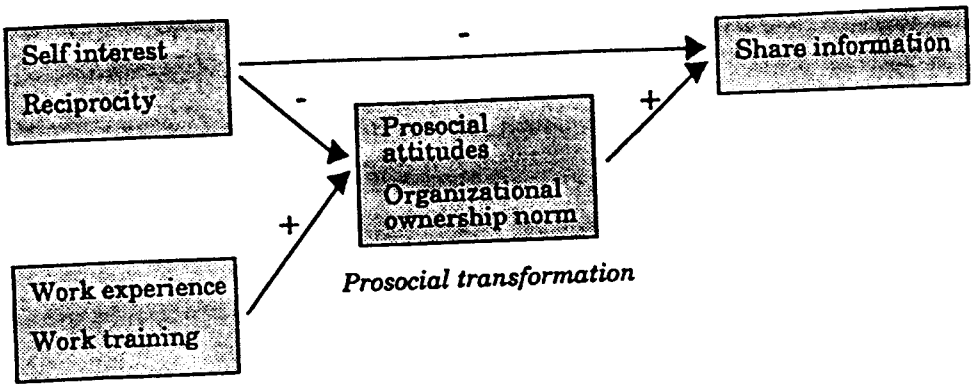 Self interest
Reciprocity
-
Share information
-
+
Prosocial
attitudes
Organizational
ownership norm
+
Prosocial transformation
Work experience
Work training